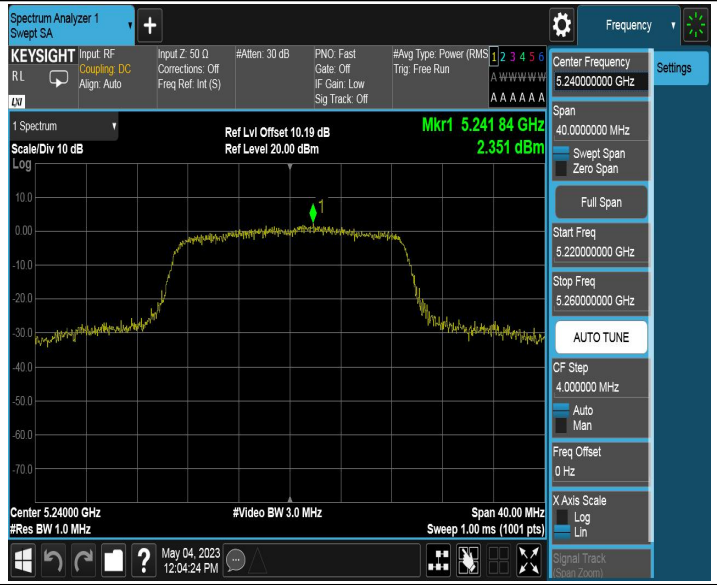 Spectrum Analyzer 1
Swept SA
Frequency
KEYSIGHT
RL
LXI
Input: RF
Coupling: DC
Align: Auto
Input Z: 50 Ω
Corrections: Off
Freq Ref: Int (S)
#Atten: 30 dB
PNO: Fast
Gate: Off
IF Gain: Low
Sig Track: Off
#Avg Type: Power (RMS
Trig: Free Run
1 2 3 4 5 6
A W W W W W
A A A A A A
Center Frequency
5.240000000 GHz
Settings
1 Spectrum
Scale/Div 10 dB
Ref Lvl Offset 10.19 dB
Ref Level 20.00 dBm
Mkr1 5.241 84 GHz
2.351 dBm
Span
40.0000000 MHz
Swept Span
Zero Span
Full Span
Start Freq
5.220000000 GHz
Stop Freq
5.260000000 GHz
AUTO TUNE
CF Step
4.000000 MHz
Auto
Man
Freq Offset
0 Hz
X Axis Scale
Log
Lin
Signal Track
(Span Zoom)
Log
10.0
0.00
-10.0
-20.0
-30.0
-40.0
-50.0
-60.0
-70.0
1
Center 5.24000 GHz
#Res BW 1.0 MHz
#Video BW 3.0 MHz
Span 40.00 MHz
Sweep 1.00 ms (1001 pts)
?
May 04, 2023
12:04:24 PM